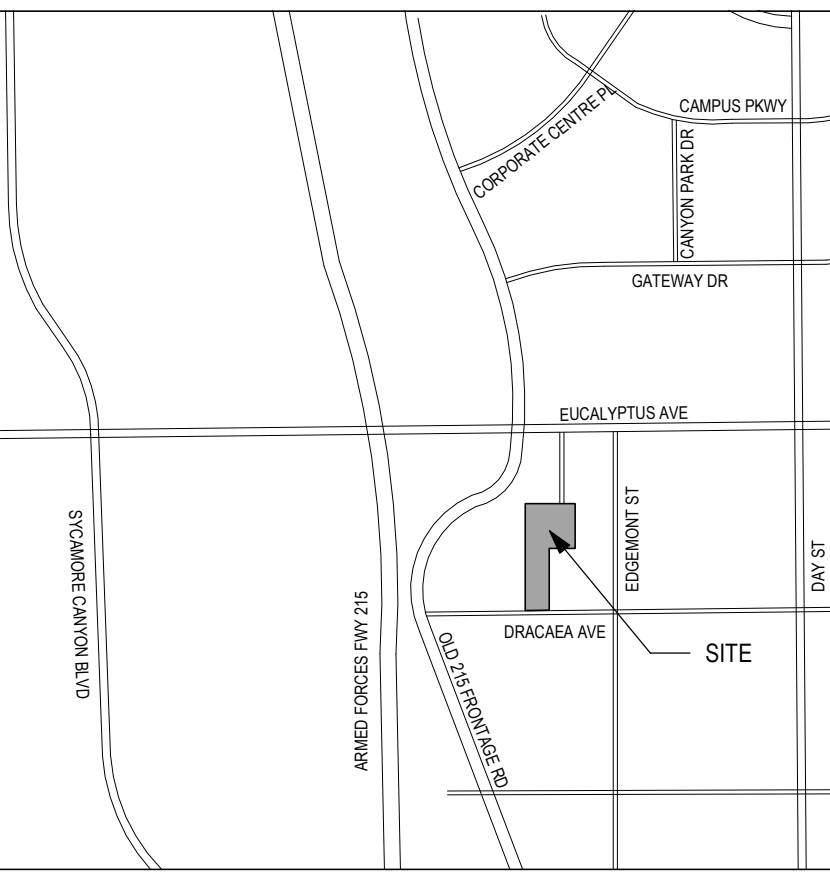 CAMPUS PKWY
CORPORATE CENTRE PL
CANYON PARK DR
GATEWAY DR
EUCALYPTUS AVE
SYCAMORE CANYON BLVD
ARMED FORCES FWY 215
OLD 215 FRONTAGE RD
EDGEMONT ST
DAY ST
DRACAEA AVE
SITE